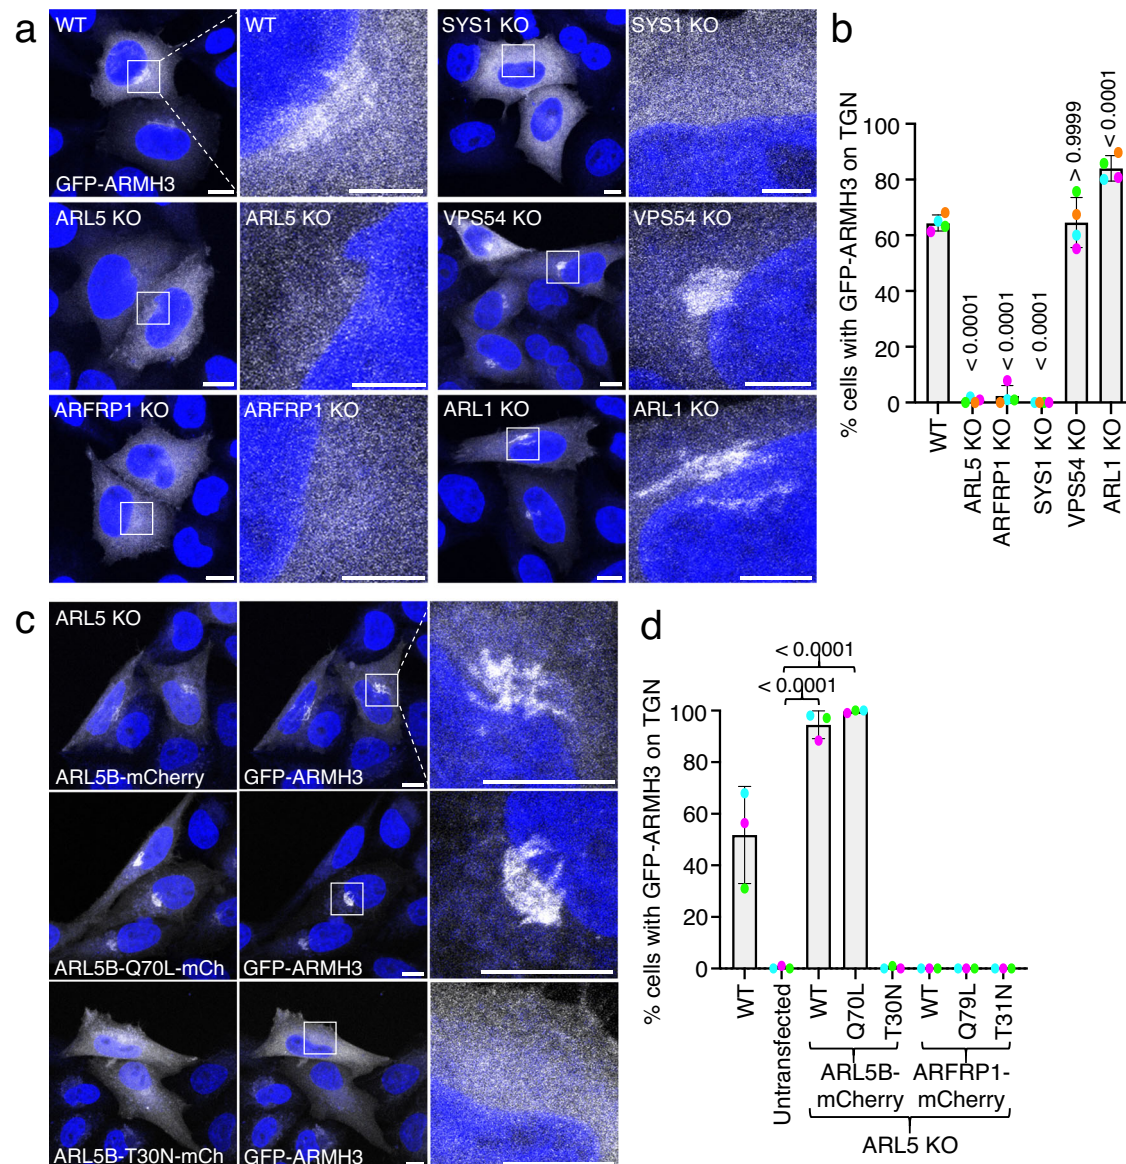 a
WT
WT
SYS1 KO
SYS1 KO
GFP-ARMH3
ARL5 KO
ARL5 KO
VPS54 KO
VPS54 KO
ARFRP1 KO
ARFRP1 KO
ARL1 KO
ARL1 KO
b
% cells with GFP-ARMH3 on TGN
100
80
60
40
20
0
< 0.0001
< 0.0001
< 0.0001
> 0.9999
< 0.0001
WT
ARL5 KO
ARFRP1 KO
SYS1 KO
VPS54 KO
ARL1 KO
c
ARL5 KO
ARL5B-mCherry
GFP-ARMH3
ARL5B-Q70L-mCh
GFP-ARMH3
ARL5B-T30N-mCh
GFP-ARMH3
d
< 0.0001
< 0.0001
% cells with GFP-ARMH3 on TGN
100
80
60
40
20
0
WT
Untransfected
WT
Q70L
T30N
WT
Q79L
T31N
ARL5B-
mCherry
ARFRP1-
mCherry
ARL5 KO